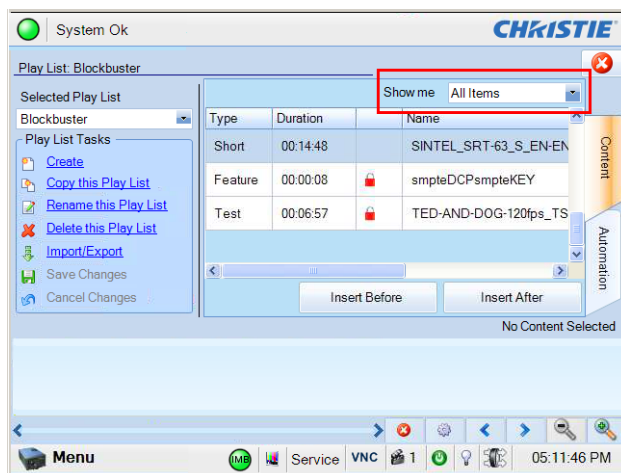 System Ok
CHRISTIE
Play List: Blockbuster
Selected Play List
Blockbuster
Play List Tasks
Create
Copy this Play List
Rename this Play List
Delete this Play List
Import/Export
Save Changes
Cancel Changes
Show me All Items
Type Duration Name
Short 00:14:48 SINTEL_SRT-63_S_EN-EN
Feature 00:00:08 smpteDCPsmpteKEY
Test 00:06:57 TED-AND-DOG-120fps_TS
Insert Before Insert After
Content
Automation
No Content Selected
Menu IMB Service VNC 1 05:11:46 PM